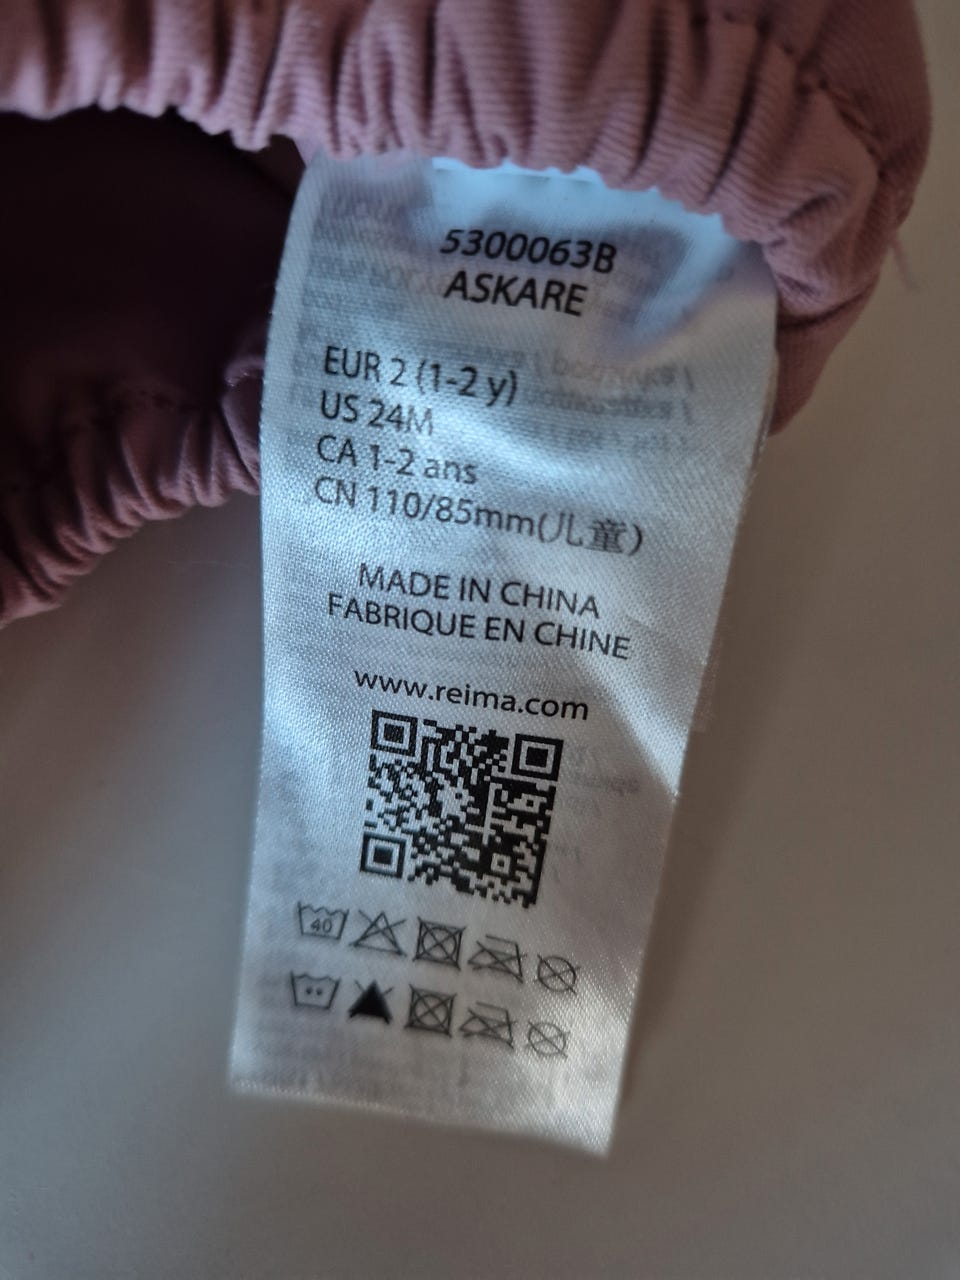 5300063B
ASKARE
EUR 2 (1-2 y)
US 24M
CA 1-2 ans
CN 110/85mm(儿童)
MADE IN CHINA
FABRIQUE EN CHINE
www.reima.com
40